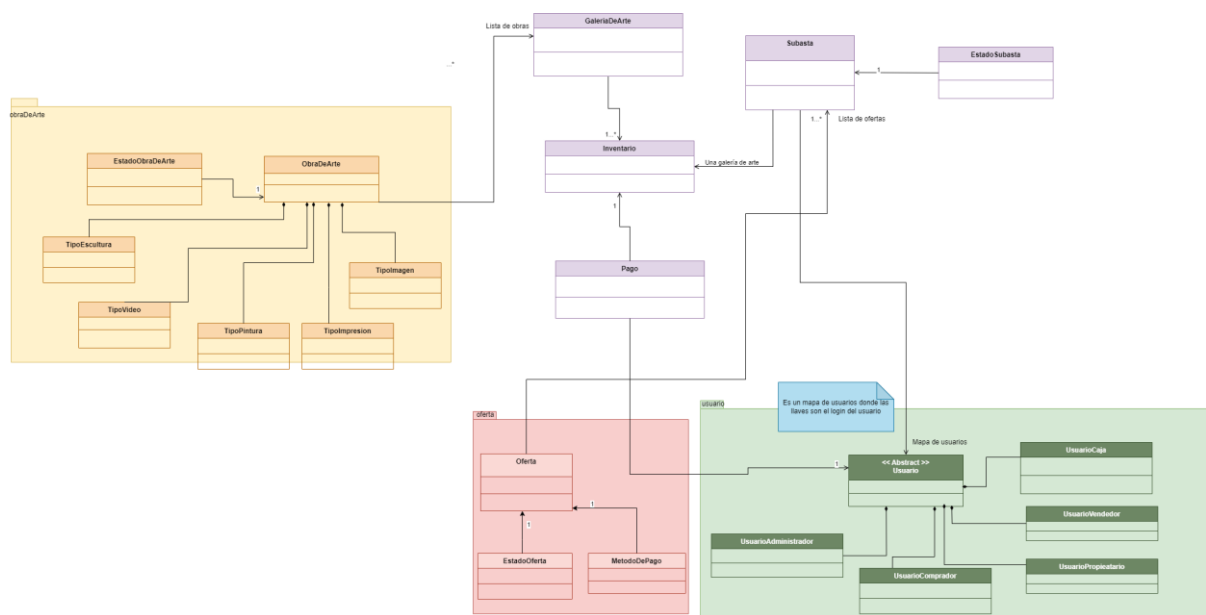 GaleriaDeArte
Lista de obras
Subasta
EstadoSubasta
1
...*
1...*
Lista de ofertas
obraDeArte
EstadoObraDeArte
ObraDeArte
1
1...*
Inventario
Una galería de arte
1
TipoEscultura
TipoImagen
Pago
TipoVideo
TipoPintura
TipoImpresion
Es un mapa de usuarios donde las
llaves son el login del usuario
oferta
usuario
Mapa de usuarios
Oferta
<< Abstract >>
Usuario
1
UsuarioCaja
1
1
UsuarioVendedor
UsuarioAdministrador
EstadoOferta
MetodoDePago
UsuarioComprador
UsuarioPropieatario